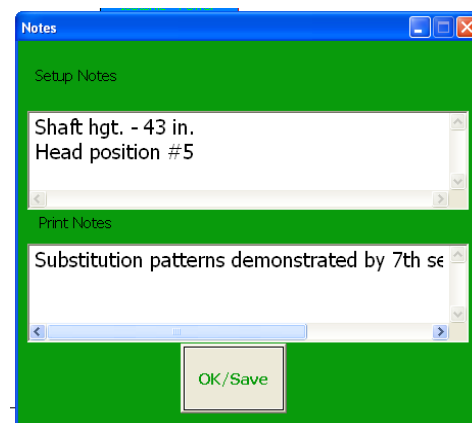 Notes
Setup Notes
Shaft hgt. - 43 in.
Head position #5
Print Notes
Substitution patterns demonstrated by 7th se
OK/Save